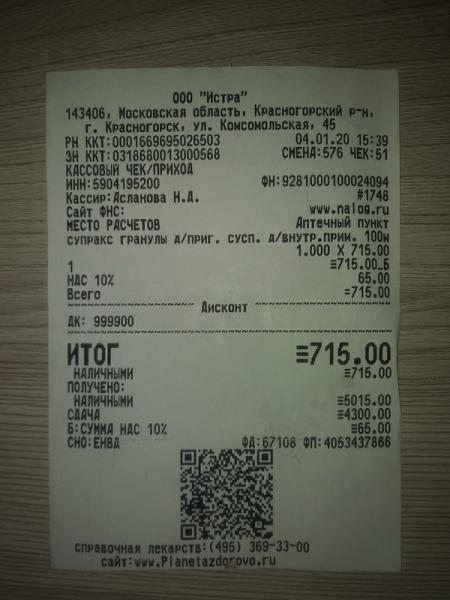 ООО "Истра"
143406, Московская область, Красногорский р-н,
г. Красногорск, ул. Комсомольская, 45
РН ККТ:0001669695026503 04.01.20 15:39
ЗН ККТ:0318680013000568 СМЕНА:576 ЧЕК:51
КАССОВЫЙ ЧЕК/ПРИХОД
ИНН:5904195200 ФН:9281000100024094
Кассир:Асланова Н.Д. #1748
Сайт ФНС: www.nalog.ru
МЕСТО РАСЧЕТОВ Аптечный пункт
супракс гранулы д/приг. сусп. д/внутр.прим. 100м
1.000 X 715.00
1 ≡715.00_Б
НДС 10% 65.00
Всего =715.00
Дисконт
ДК: 999900
ИТОГ ≡715.00
НАЛИЧНЫМИ ≡715.00
ПОЛУЧЕНО:
НАЛИЧНЫМИ ≡5015.00
СДАЧА ≡4300.00
Б:СУММА НДС 10% ≡65.00
СНО:ЕНВД ФД:67108 ФП:4053437866
справочная лекарств:(495) 369-33-00
сайт:www.Planetazdorovo.ru